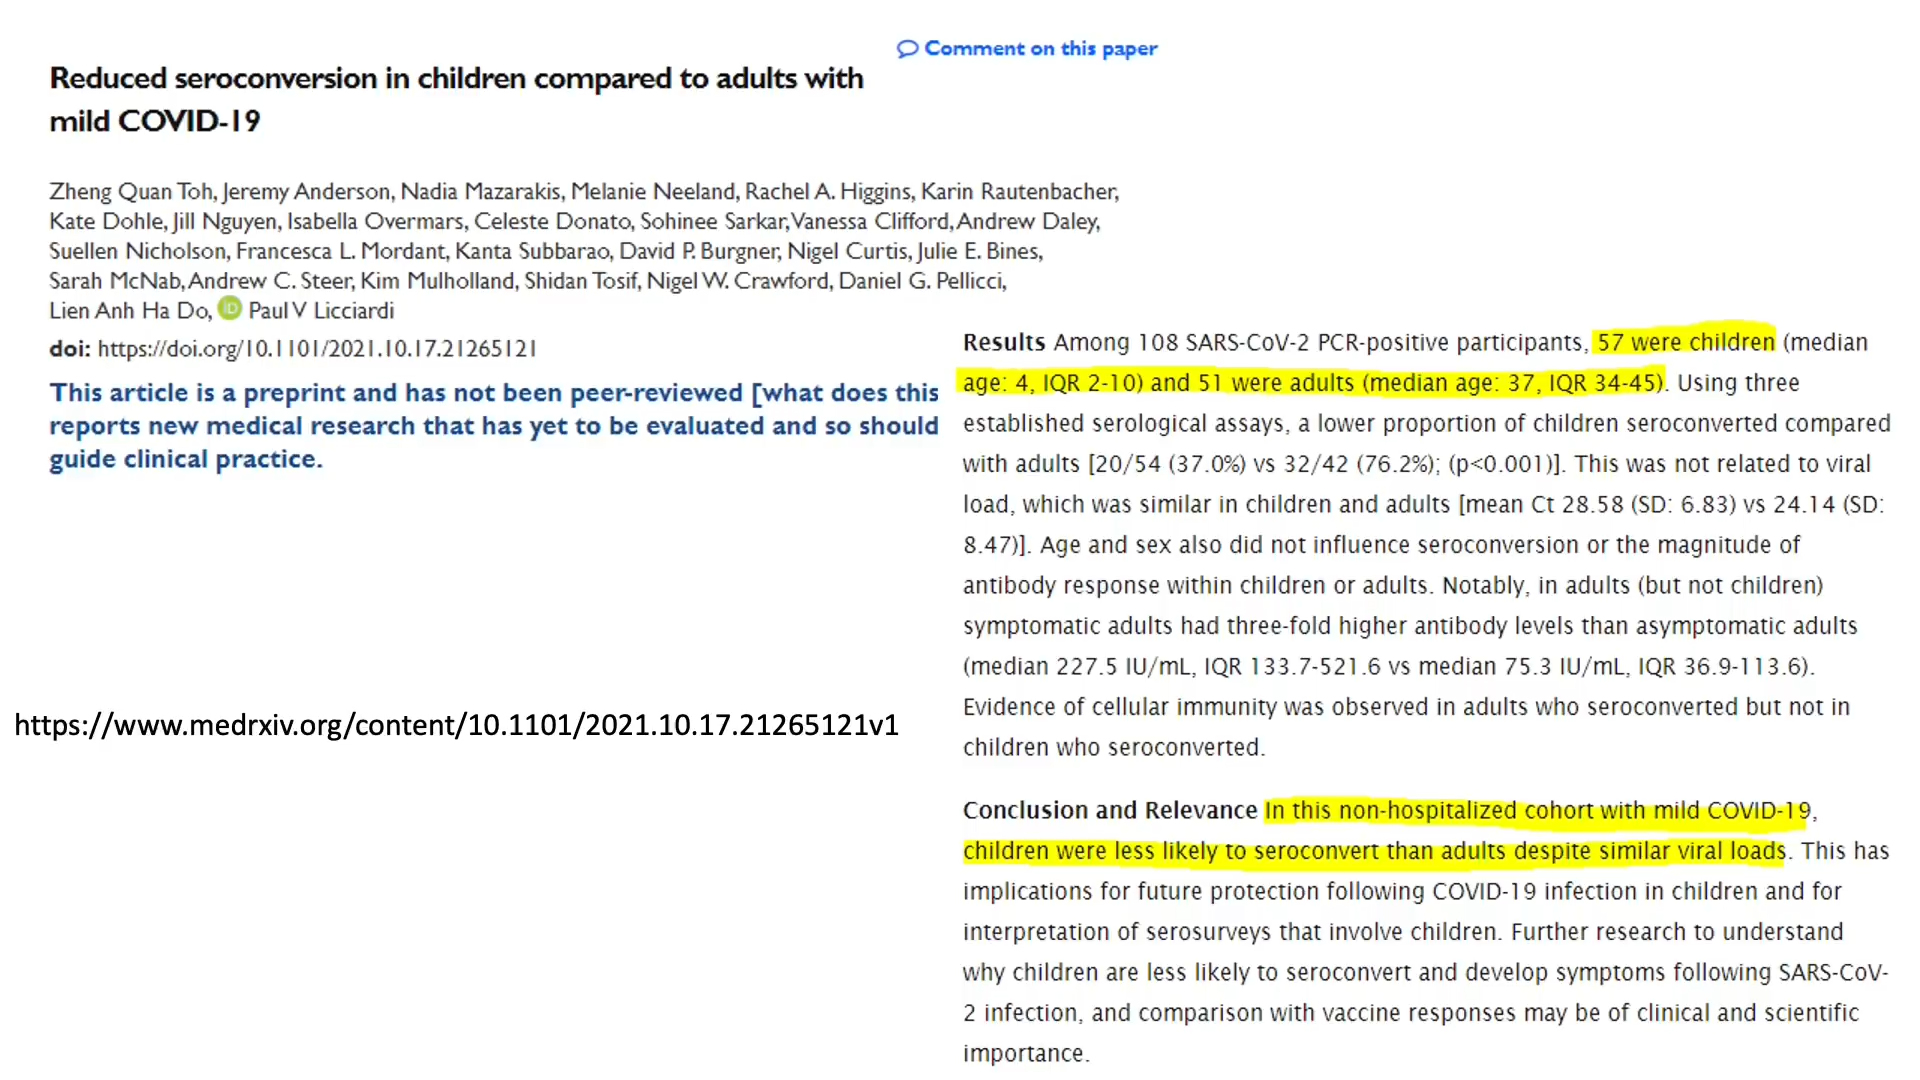 Comment on this paper
Reduced seroconversion in children compared to adults with
mild COVID-19
Zheng Quan Toh, Jeremy Anderson, Nadia Mazarakis, Melanie Neeland, Rachel A. Higgins, Karin Rautenbacher,
Kate Dohle, Jill Nguyen, Isabella Overmars, Celeste Donato, Sohinee Sarkar, Vanessa Clifford, Andrew Daley,
Suellen Nicholson, Francesca L. Mordant, Kanta Subbarao, David P. Burgner, Nigel Curtis, Julie E. Bines,
Sarah McNab, Andrew C. Steer, Kim Mulholland, Shidan Tosif, Nigel W. Crawford, Daniel G. Pellicci,
Lien Anh Ha Do, iD Paul V Licciardi
doi: https://doi.org/10.1101/2021.10.17.21265121
This article is a preprint and has not been peer-reviewed [what does this
reports new medical research that has yet to be evaluated and so should
guide clinical practice.
https://www.medrxiv.org/content/10.1101/2021.10.17.21265121v1
Results Among 108 SARS-CoV-2 PCR-positive participants, 57 were children (median
age: 4, IQR 2-10) and 51 were adults (median age: 37, IQR 34-45). Using three
established serological assays, a lower proportion of children seroconverted compared
with adults [20/54 (37.0%) vs 32/42 (76.2%); (p<0.001)]. This was not related to viral
load, which was similar in children and adults [mean Ct 28.58 (SD: 6.83) vs 24.14 (SD:
8.47)]. Age and sex also did not influence seroconversion or the magnitude of
antibody response within children or adults. Notably, in adults (but not children)
symptomatic adults had three-fold higher antibody levels than asymptomatic adults
(median 227.5 IU/mL, IQR 133.7-521.6 vs median 75.3 IU/mL, IQR 36.9-113.6).
Evidence of cellular immunity was observed in adults who seroconverted but not in
children who seroconverted.
Conclusion and Relevance In this non-hospitalized cohort with mild COVID-19,
children were less likely to seroconvert than adults despite similar viral loads. This has
implications for future protection following COVID-19 infection in children and for
interpretation of serosurveys that involve children. Further research to understand
why children are less likely to seroconvert and develop symptoms following SARS-CoV-
2 infection, and comparison with vaccine responses may be of clinical and scientific
importance.